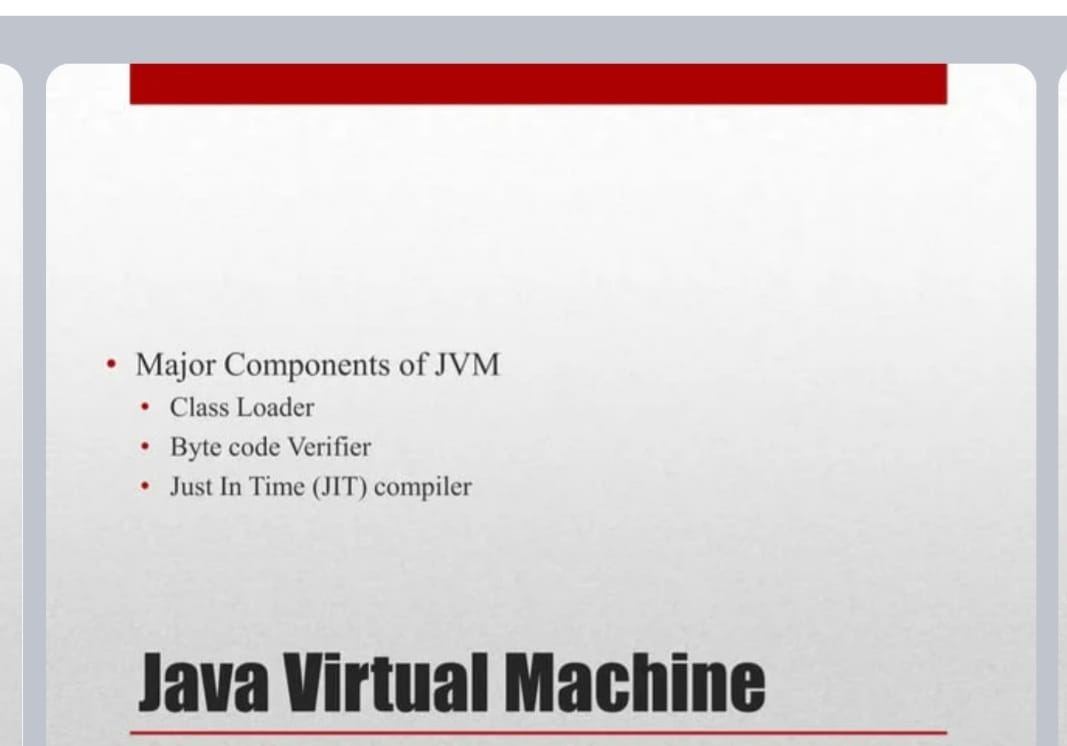 • Major Components of JVM
• Class Loader
• Byte code Verifier
• Just In Time (JIT) compiler
Java Virtual Machine